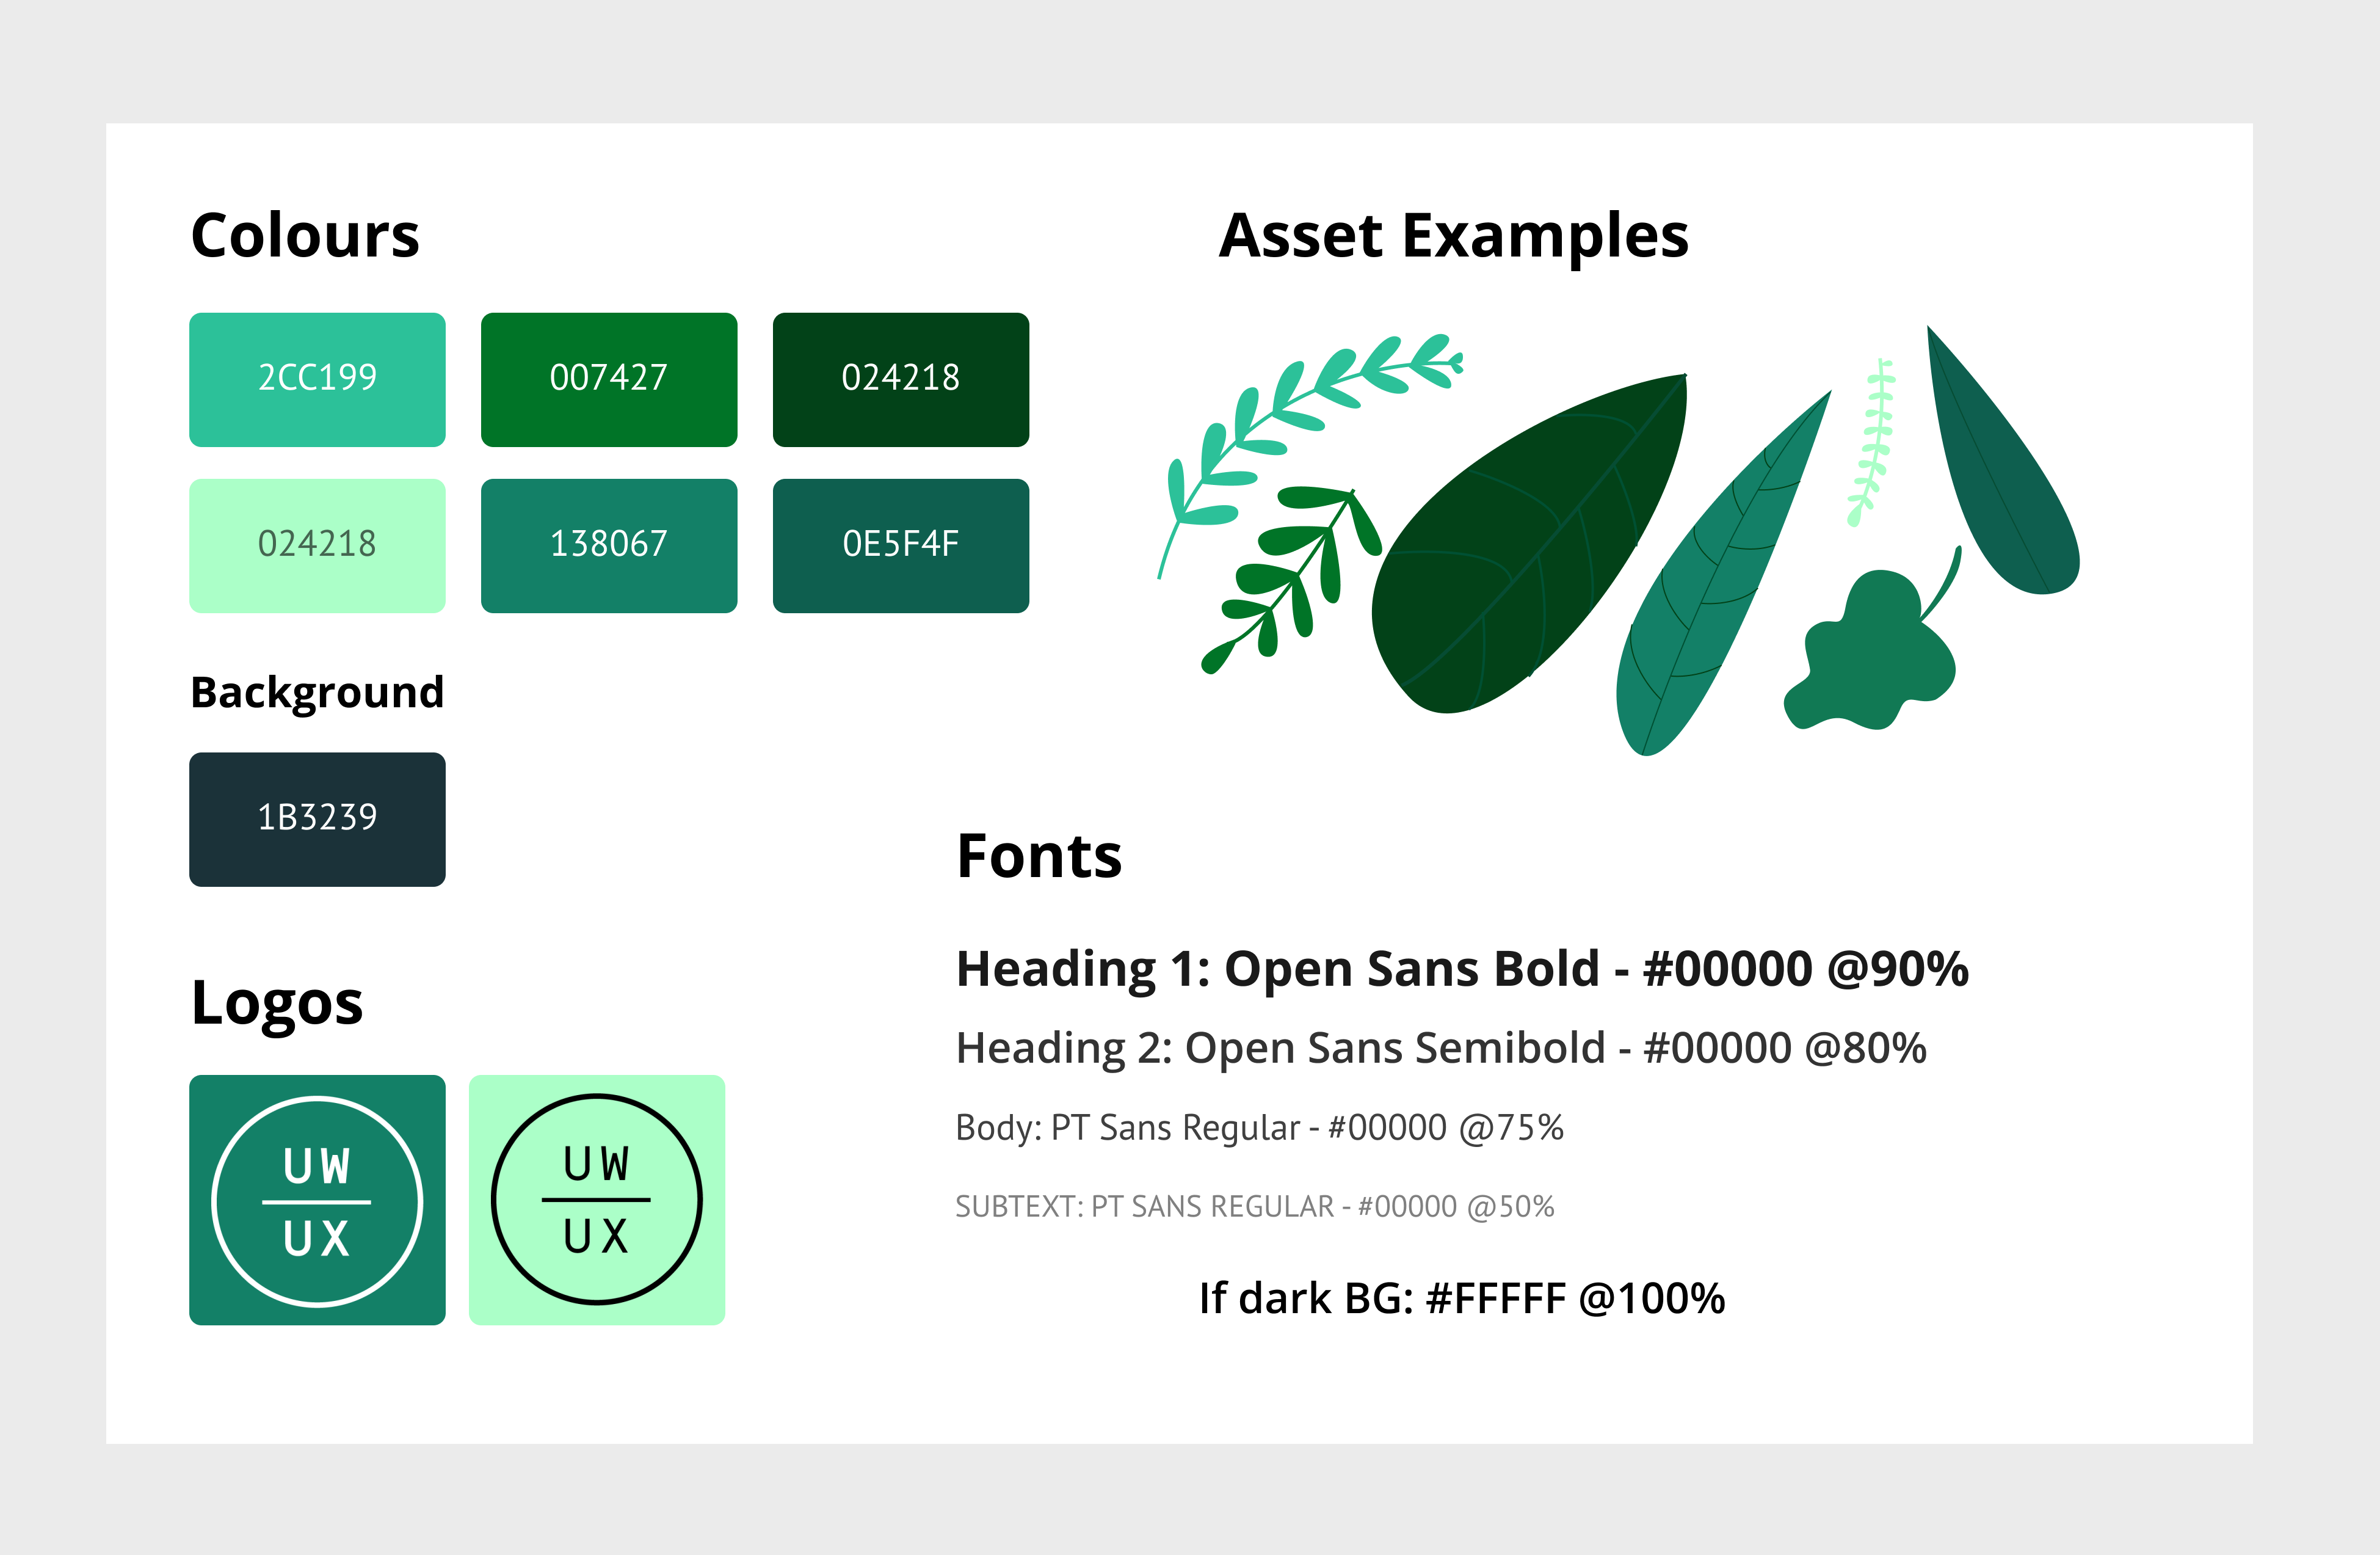 Colours
2CC199
007427
024218
024218
138067
0E5F4F
Background
1B3239
Logos
UW
UX
UW
UX
Asset Examples
Fonts
Heading 1: Open Sans Bold - #00000 @90%
Heading 2: Open Sans Semibold - #00000 @80%
Body: PT Sans Regular - #00000 @75%
SUBTEXT: PT SANS REGULAR - #00000 @50%
If dark BG: #FFFFF @100%